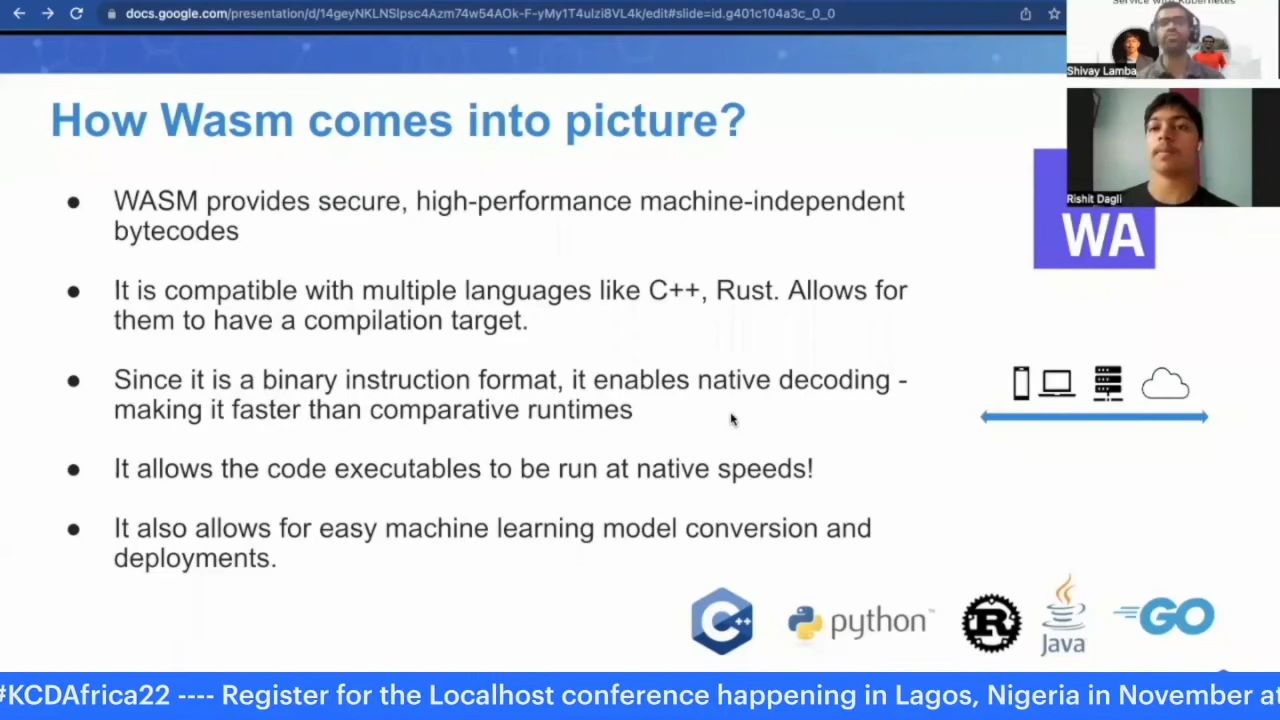 docs.google.com/presentation/d/14geyNKLNSlpsc4Azm74w54AOk-F-yMy1T4ulzi8VL4k/edit#slide=id.g401c104a3c_0_0
Service with Kubernetes
Shivay Lamba
Rishit Dagli
How Wasm comes into picture?
WA
● WASM provides secure, high-performance machine-independent
bytecodes
● It is compatible with multiple languages like C++, Rust. Allows for
them to have a compilation target.
● Since it is a binary instruction format, it enables native decoding -
making it faster than comparative runtimes
● It allows the code executables to be run at native speeds!
● It also allows for easy machine learning model conversion and
deployments.
C++ python™ R Java GO
#KCDAfrica22 ---- Register for the Localhost conference happening in Lagos, Nigeria in November at